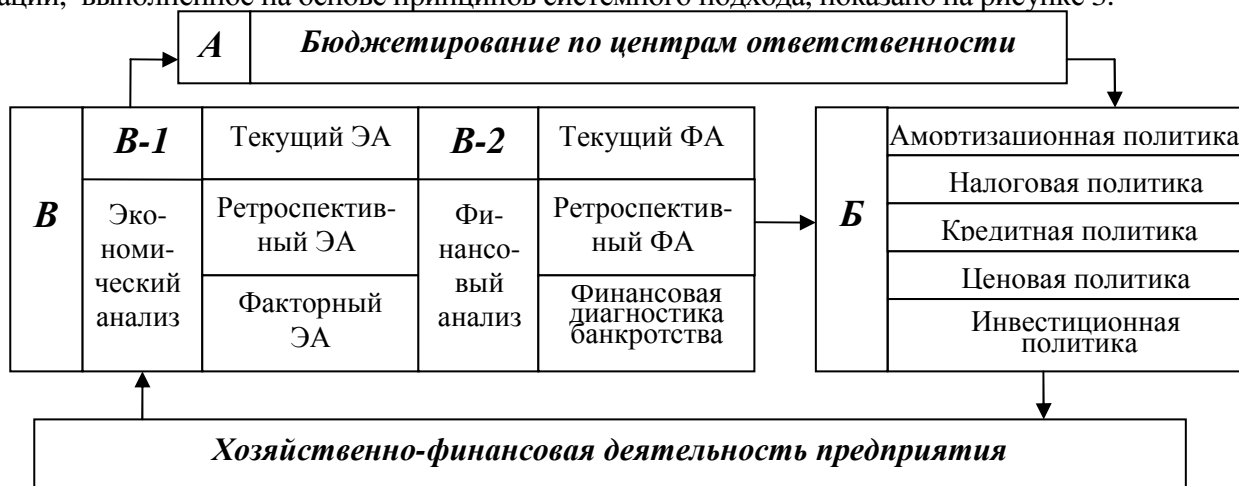 ации, выполненное на основе принципов системного подхода, показано на рисунке 3.
А Бюджетирование по центрам ответственности
В
В-1
Эко-
номи-
ческий
анализ
Текущий ЭА
Ретроспектив-
ный ЭА
Факторный
ЭА
В-2
Фи-
нансо-
вый
анализ
Текущий ФА
Ретроспектив-
ный ФА
Финансовая
диагностика
банкротства
Б
Амортизационная политика
Налоговая политика
Кредитная политика
Ценовая политика
Инвестиционная
политика
Хозяйственно-финансовая деятельность предприятия